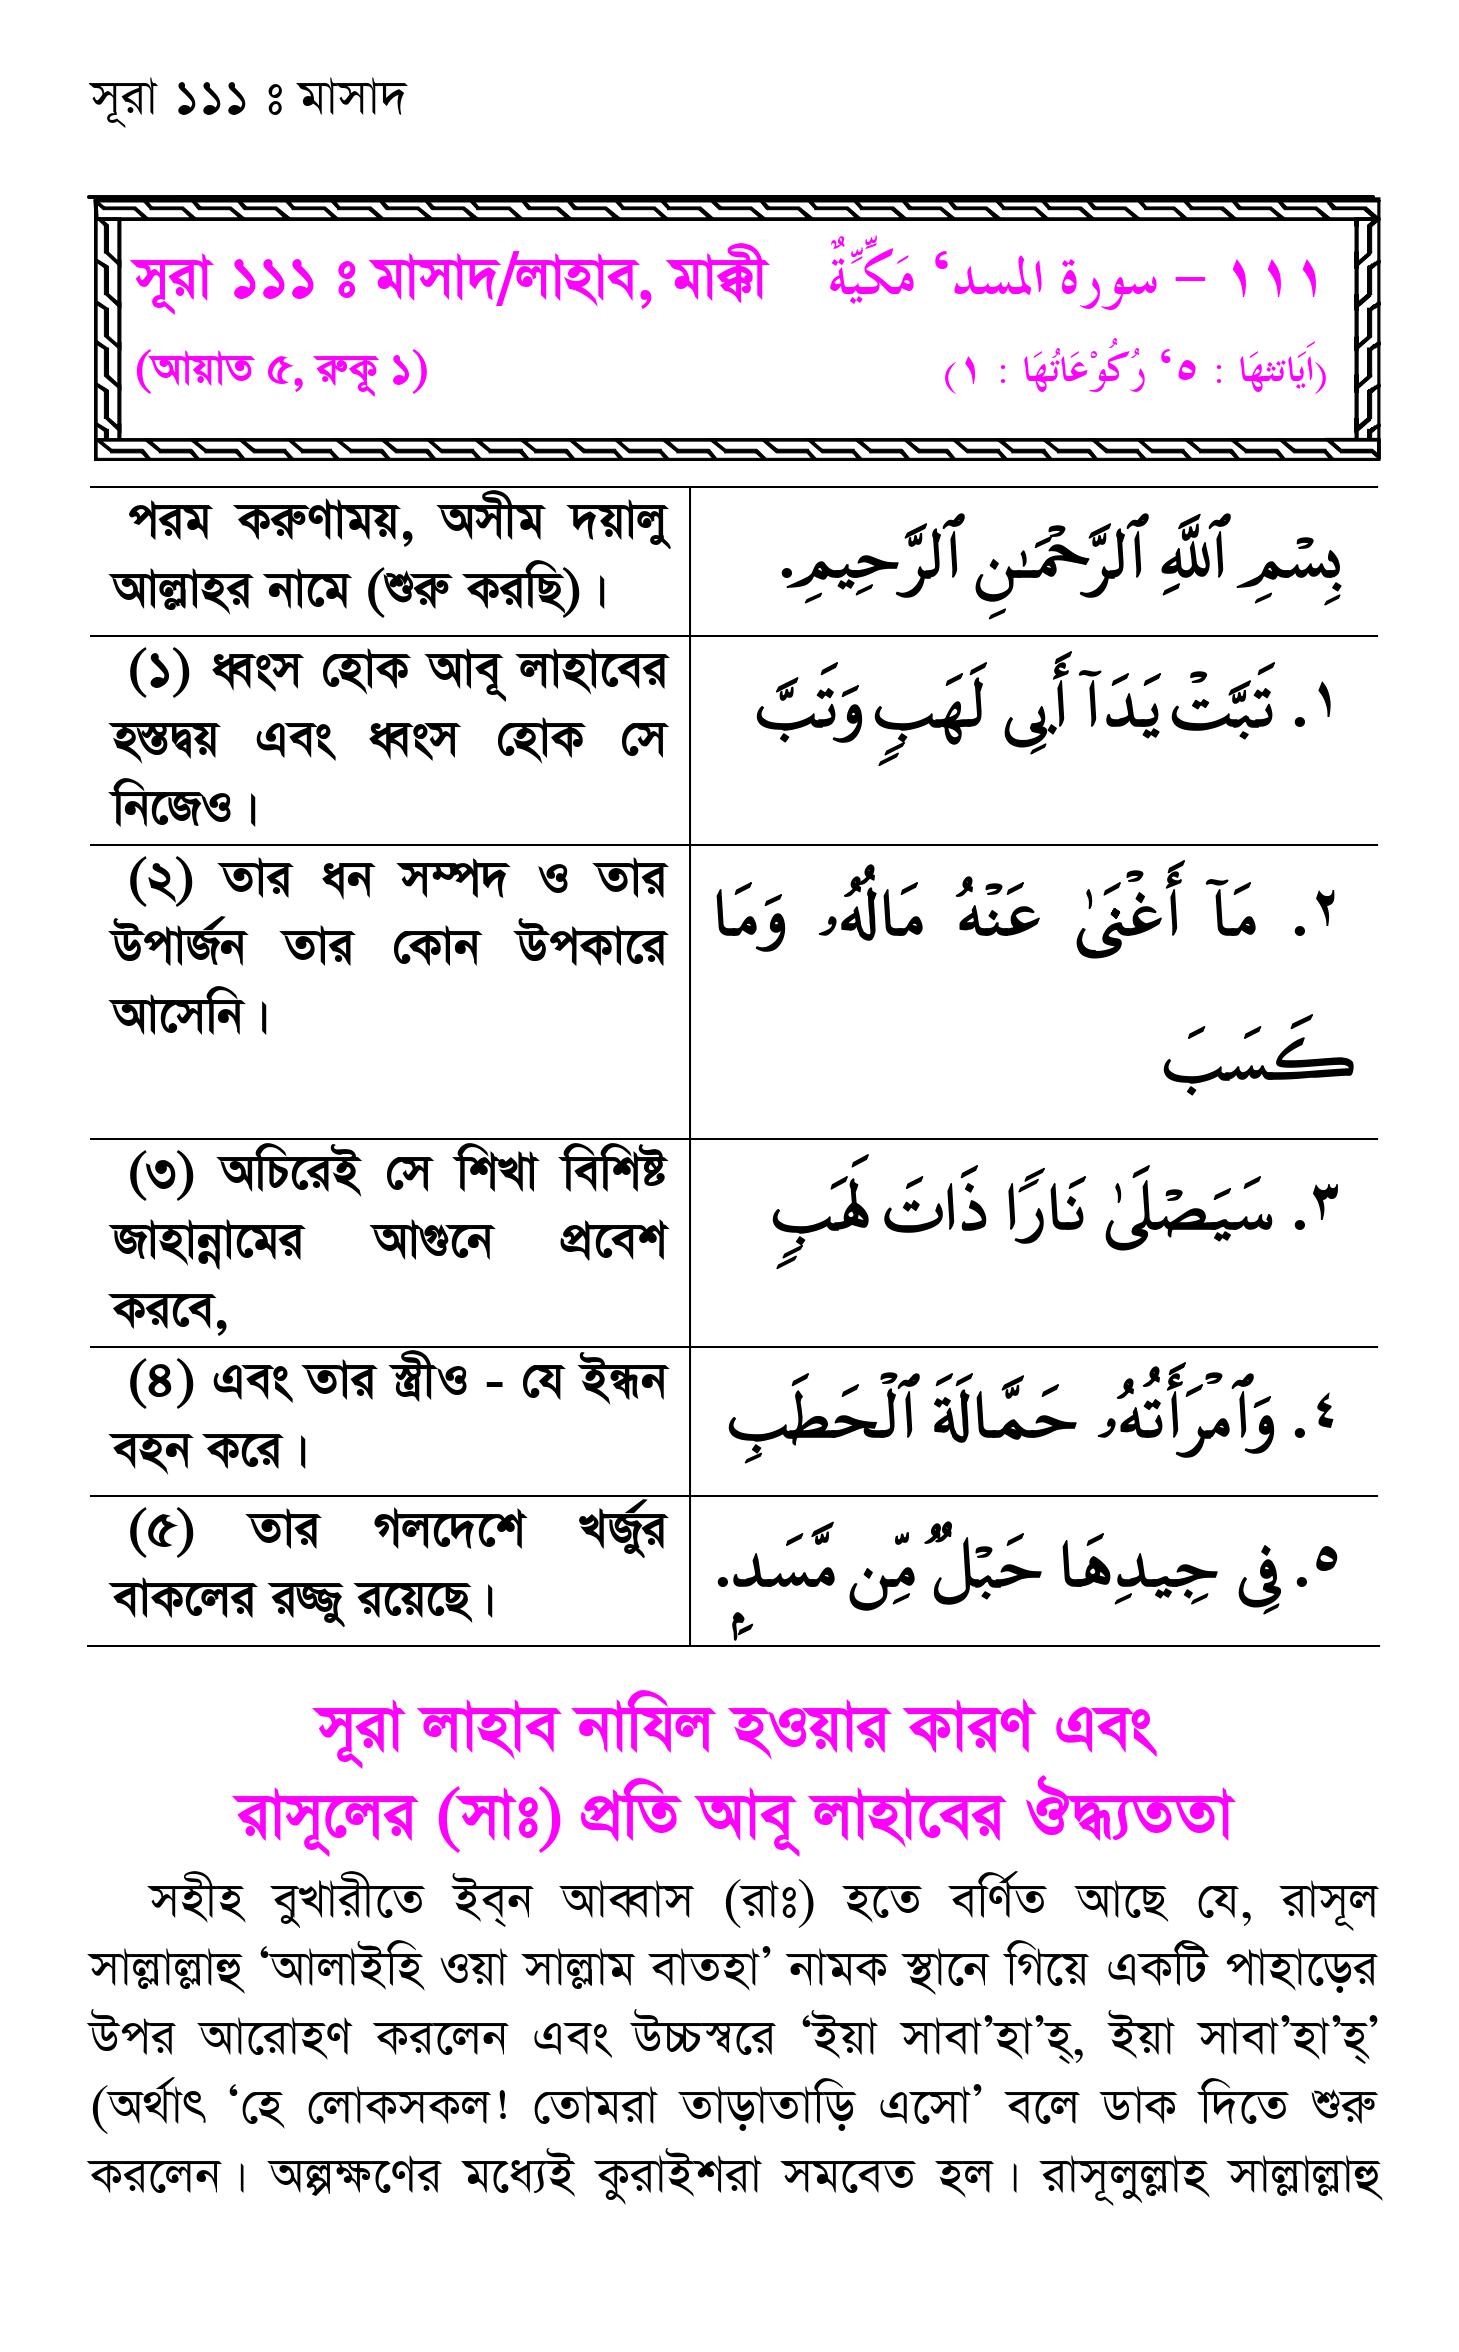 সূরা ১১১ ঃ মাসাদ
সূরা ১১১ ঃ মাসাদ/লাহাব, মাক্কী
١١١ – سورة المسد‘ مَكِّيَّةٌ
(আয়াত ৫, রুকূ ১)
(اَيَاتثهَا : ٥‘ رُكُوْعَاتُهَا : ١)
পরম করুণাময়, অসীম দয়ালু
আল্লাহর নামে (শুরু করছি)।
بِسْمِ ٱللَّهِ ٱلرَّحْمَـٰنِ ٱلرَّحِيمِ.
(১) ধ্বংস হোক আবূ লাহাবের
হস্তদ্বয় এবং ধ্বংস হোক সে
নিজেও।
١. تَبَّتْ يَدَآ أَبِى لَهَبٍ وَتَبَّ
(২) তার ধন সম্পদ ও তার
উপার্জন তার কোন উপকারে
আসেনি।
٢. مَآ أَغْنَىٰ عَنْهُ مَالُهُۥ وَمَا
كَسَبَ
(৩) অচিরেই সে শিখা বিশিষ্ট
জাহান্নামের আগুনে প্রবেশ
করবে,
٣. سَيَصْلَىٰ نَارًا ذَاتَ لَهَبٍ
(৪) এবং তার স্ত্রীও - যে ইন্ধন
বহন করে।
٤. وَٱمْرَأَتُهُۥ حَمَّالَةَ ٱلْحَطَبِ
(৫) তার গলদেশে খর্জুর
বাকলের রজ্জু রয়েছে।
٥. فِى جِيدِهَا حَبْلٌ مِّن مَّسَدٍۭ.
সূরা লাহাব নাযিল হওয়ার কারণ এবং
রাসূলের (সাঃ) প্রতি আবূ লাহাবের ঔদ্ধ্যততা
সহীহ বুখারীতে ইব্‌ন আব্বাস (রাঃ) হতে বর্ণিত আছে যে, রাসূল
সাল্লাল্লাহু ‘আলাইহি ওয়া সাল্লাম বাতহা’ নামক স্থানে গিয়ে একটি পাহাড়ের
উপর আরোহণ করলেন এবং উচ্চস্বরে ‘ইয়া সাবা’হা’হ্, ইয়া সাবা’হা’হ্’
(অর্থাৎ ‘হে লোকসকল! তোমরা তাড়াতাড়ি এসো’ বলে ডাক দিতে শুরু
করলেন। অল্পক্ষণের মধ্যেই কুরাইশরা সমবেত হল। রাসূলুল্লাহ সাল্লাল্লাহু